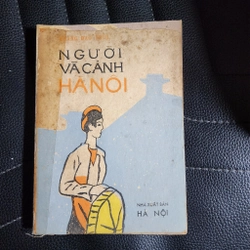 NGƯỜI
VÀ CẢNH
HÀ NỘI
NHÀ XUẤT BẢN
HÀ NỘI